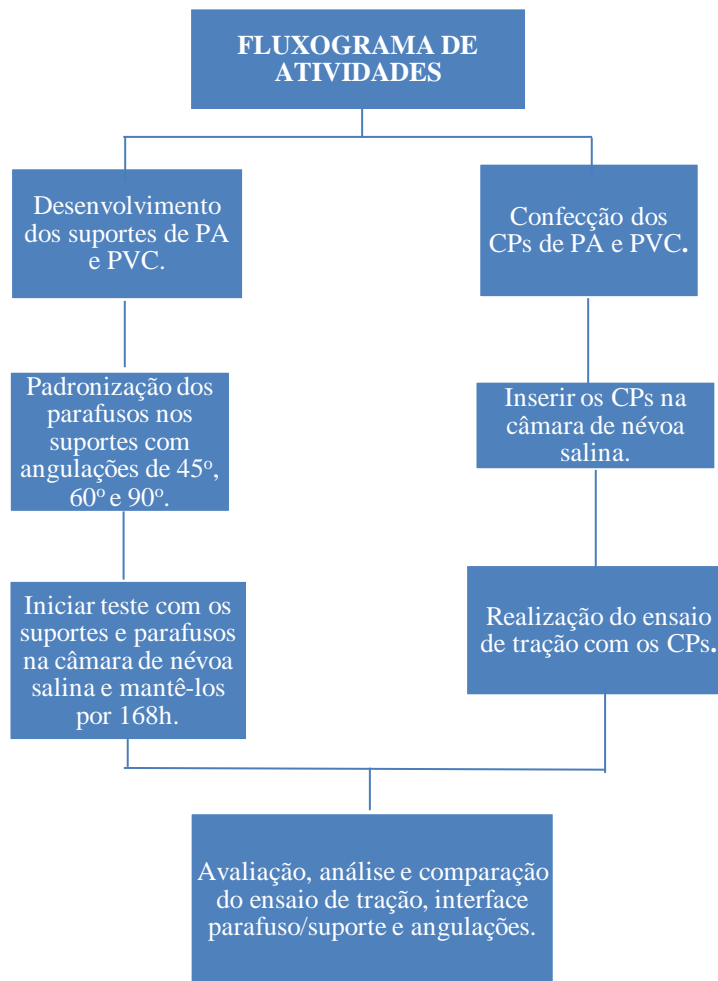 FLUXOGRAMA DE
ATIVIDADES
Desenvolvimento
dos suportes de PA
e PVC.
Confecção dos
CPs de PA e PVC.
Padronização dos
parafusos nos
suportes com
angulações de 45º,
60º e 90º.
Inserir os CPs na
câmara de névoa
salina.
Iniciar teste com os
suportes e parafusos
na câmara de névoa
salina e mantê-los
por 168h.
Realização do ensaio
de tração com os CPs.
Avaliação, análise e comparação
do ensaio de tração, interface
parafuso/suporte e angulações.